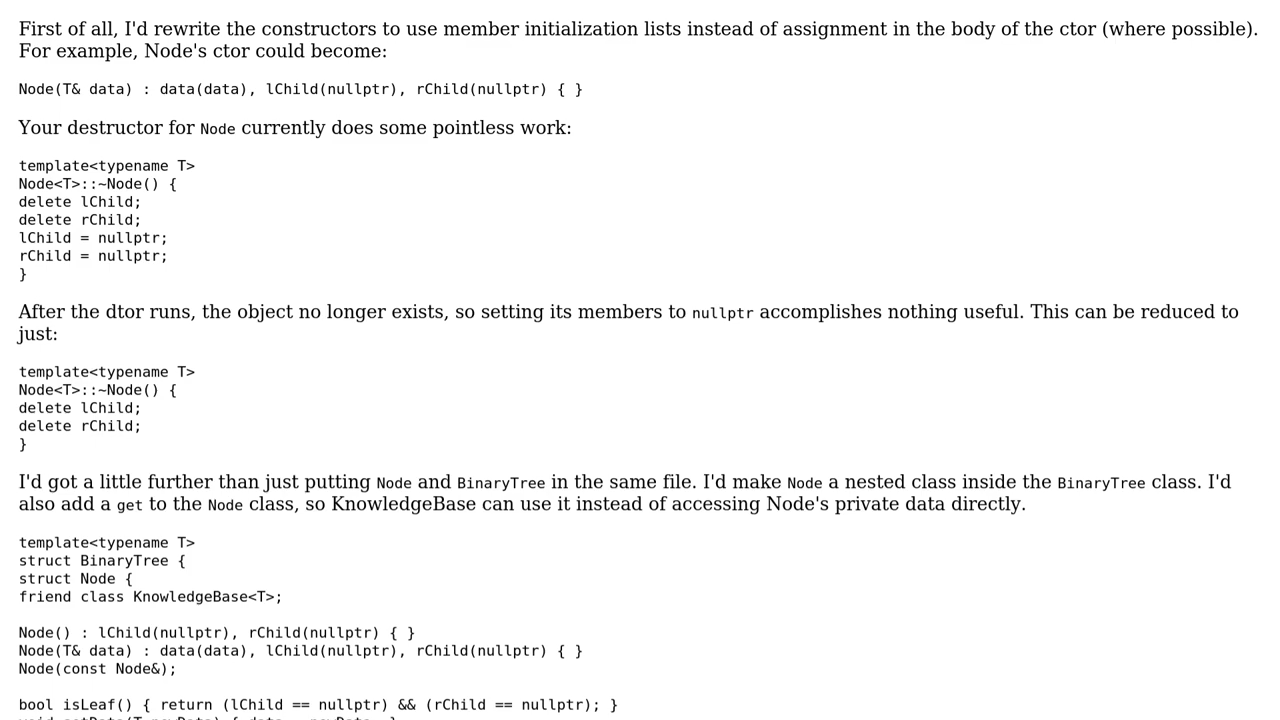 First of all, I'd rewrite the constructors to use member initialization lists instead of assignment in the body of the ctor (where possible).
For example, Node's ctor could become:
Node(T& data) : data(data), lChild(nullptr), rChild(nullptr) { }
Your destructor for Node currently does some pointless work:
template<typename T>
Node<T>::~Node() {
delete lChild;
delete rChild;
lChild = nullptr;
rChild = nullptr;
}
After the dtor runs, the object no longer exists, so setting its members to nullptr accomplishes nothing useful. This can be reduced to
just:
template<typename T>
Node<T>::~Node() {
delete lChild;
delete rChild;
}
I'd got a little further than just putting Node and BinaryTree in the same file. I'd make Node a nested class inside the BinaryTree class. I'd
also add a get to the Node class, so KnowledgeBase can use it instead of accessing Node's private data directly.
template<typename T>
struct BinaryTree {
struct Node {
friend class KnowledgeBase<T>;
Node() : lChild(nullptr), rChild(nullptr) { }
Node(T& data) : data(data), lChild(nullptr), rChild(nullptr) { }
Node(const Node&);
bool isLeaf() { return (lChild == nullptr) && (rChild == nullptr); }